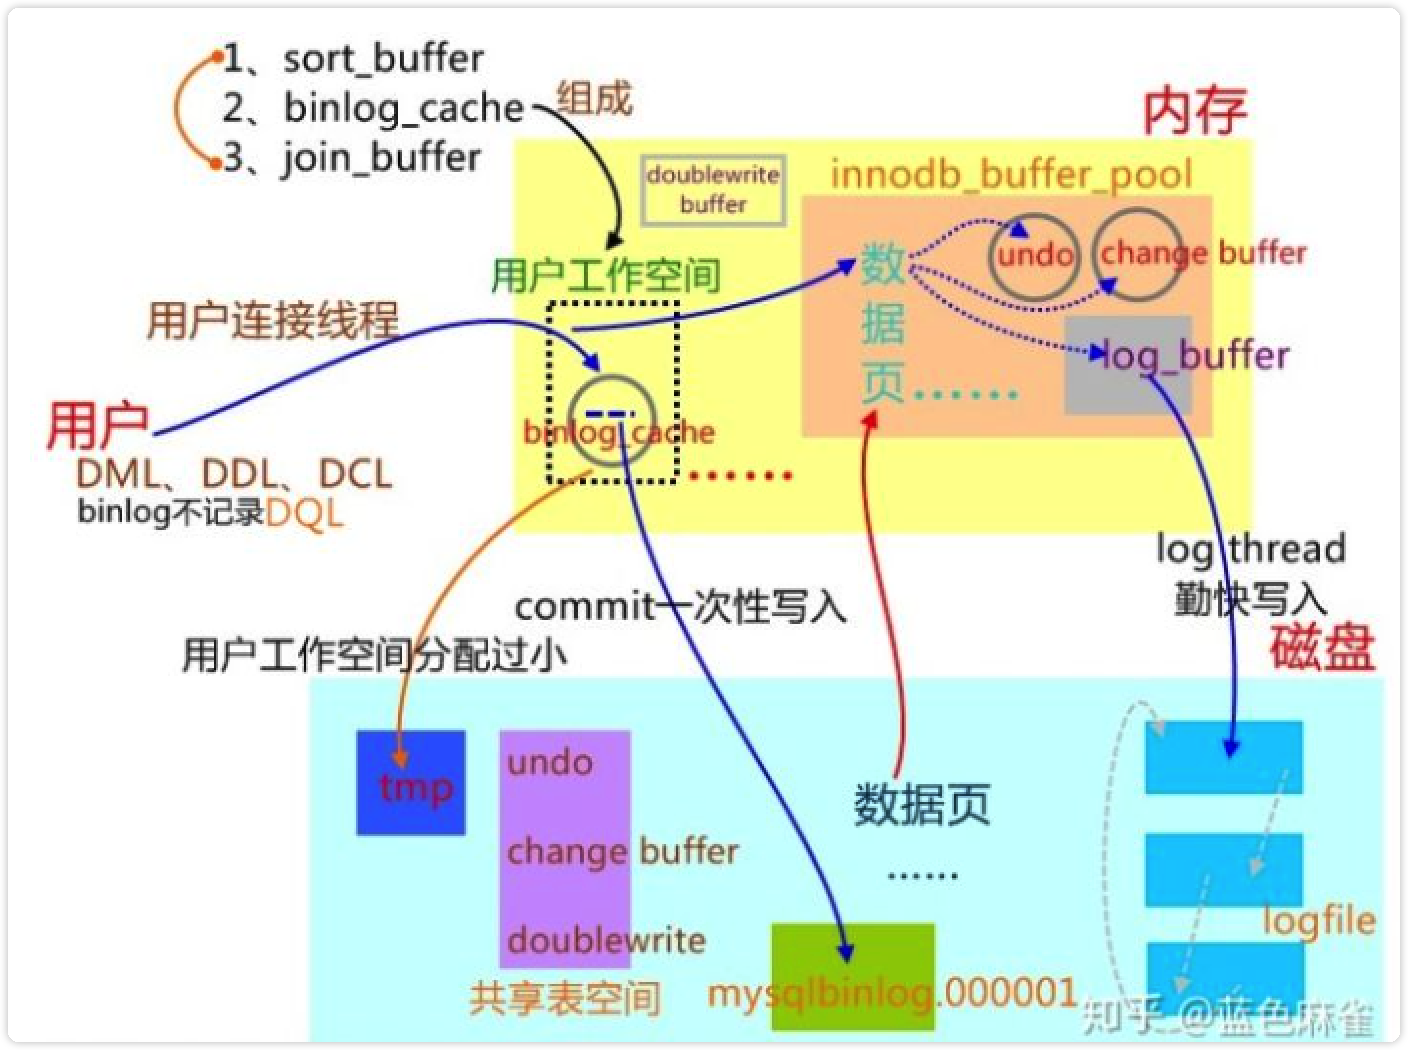 1、sort_buffer
2、binlog_cache
3、join_buffer
组成
内存
doublewrite
buffer
innodb_buffer_pool
undo
change buffer
数
据
页......
log_buffer
用户工作空间
用户连接线程
binlog_cache
......
用户
DML、DDL、DCL
binlog不记录DQL
log thread
勤快写入
commit一次性写入
用户工作空间分配过小
磁盘
tmp
undo
change buffer
doublewrite
共享表空间
数据页
......
mysqlbinlog.000001
logfile
知乎 @蓝色麻雀